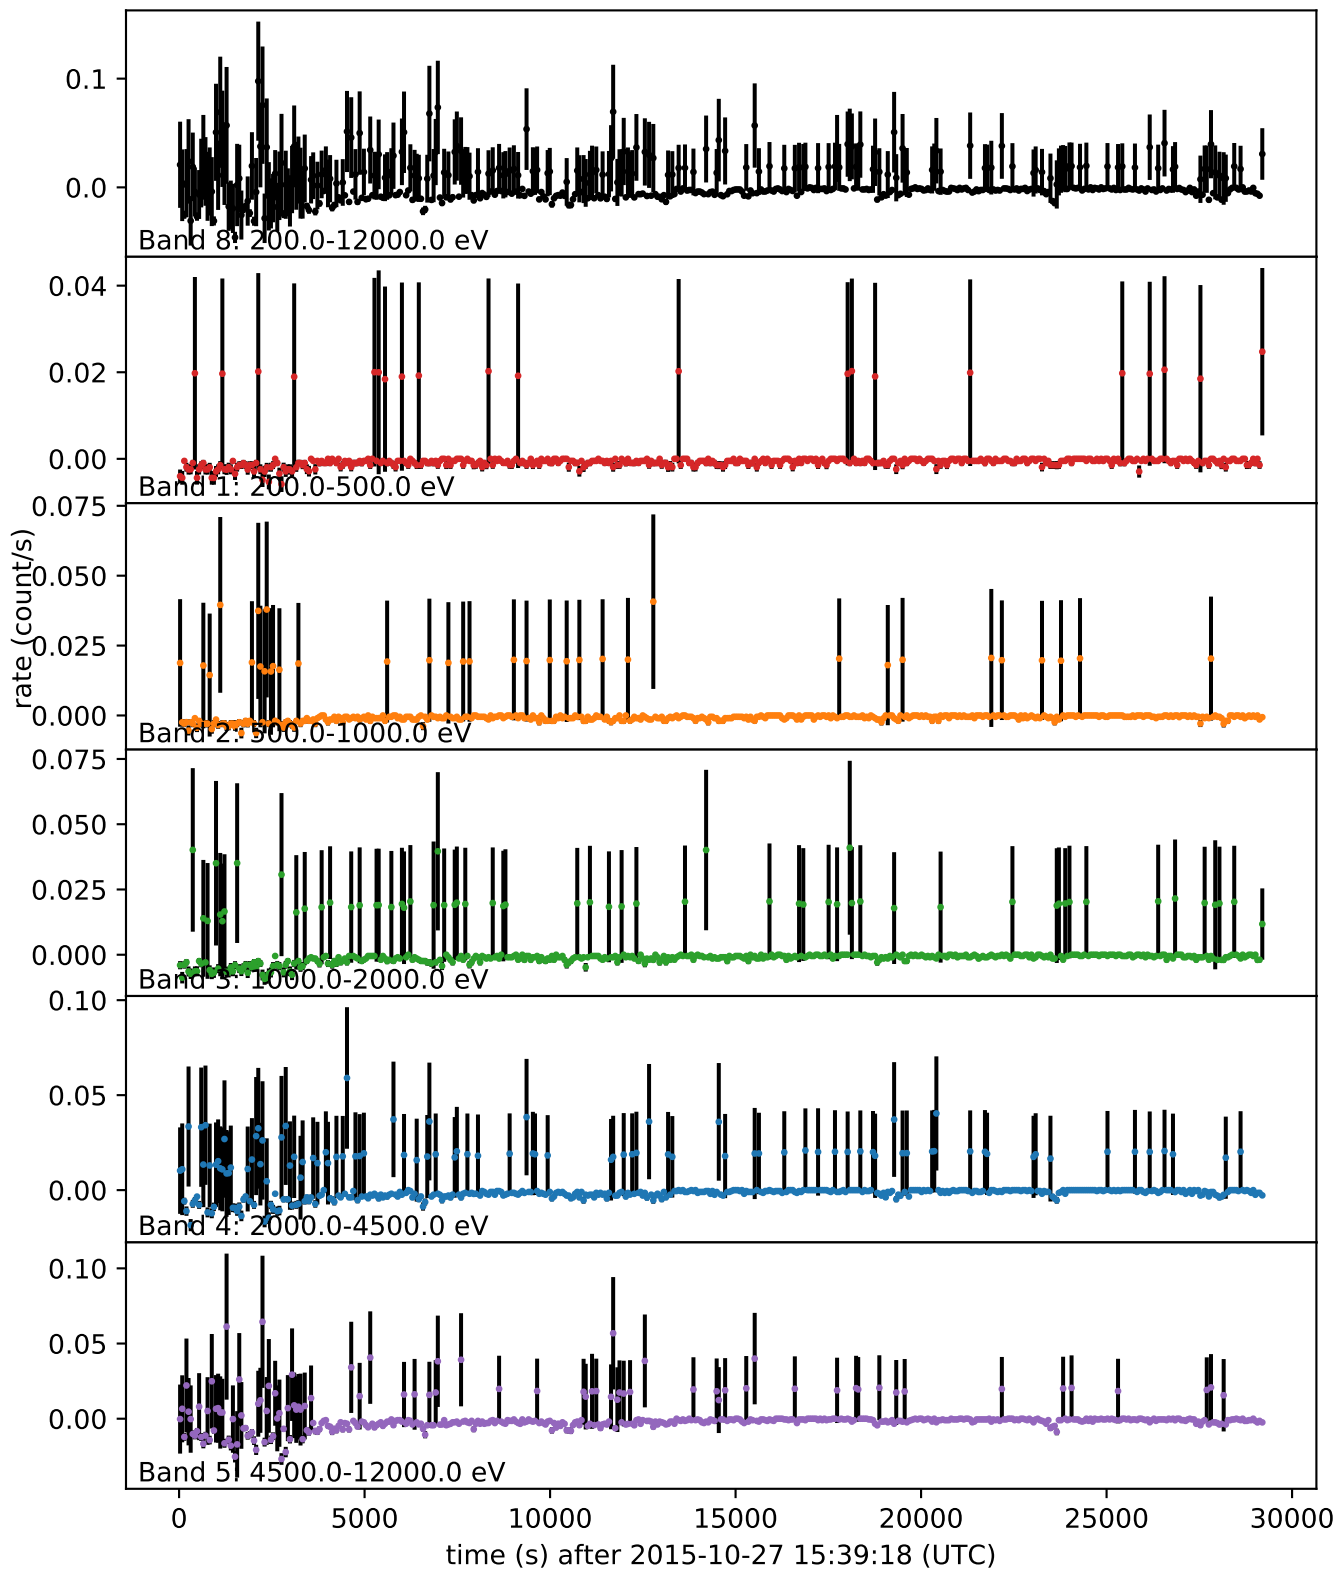 0.1
0.0
Band 8: 200.0-12000.0 eV
0.04
0.02
0.00
Band 1: 200.0-500.0 eV
rate (count/s)
0.075
0.050
0.025
0.000
Band 2: 500.0-1000.0 eV
0.075
0.050
0.025
0.000
Band 3: 1000.0-2000.0 eV
0.10
0.05
0.00
Band 4: 2000.0-4500.0 eV
0.10
0.05
0.00
Band 5: 4500.0-12000.0 eV
0 5000 10000 15000 20000 25000 30000
time (s) after 2015-10-27 15:39:18 (UTC)